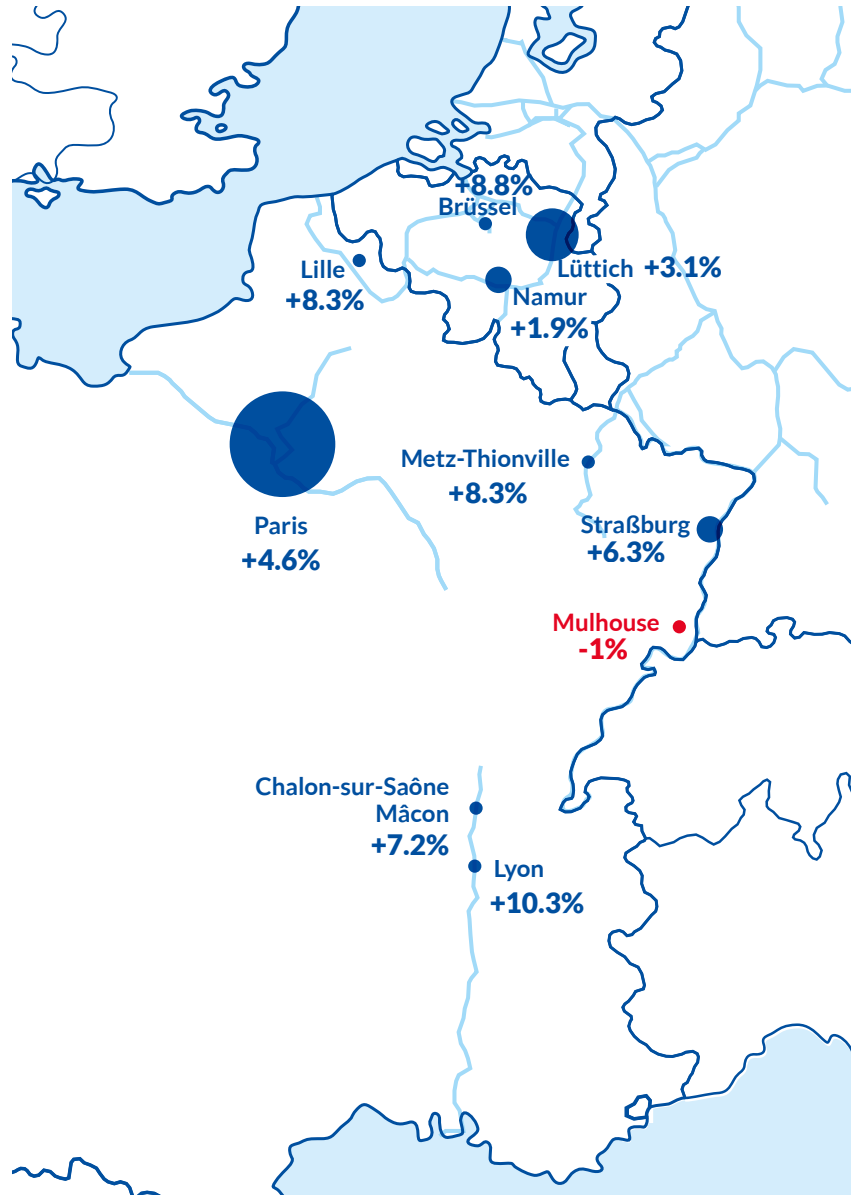 +8.8%
Brüssel
Lille
+8.3%
Lüttich +3.1%
Namur
+1.9%
Metz-Thionville
+8.3%
Paris
+4.6%
Straßburg
+6.3%
Mulhouse
-1%
Chalon-sur-Saône
Mâcon
+7.2%
Lyon
+10.3%